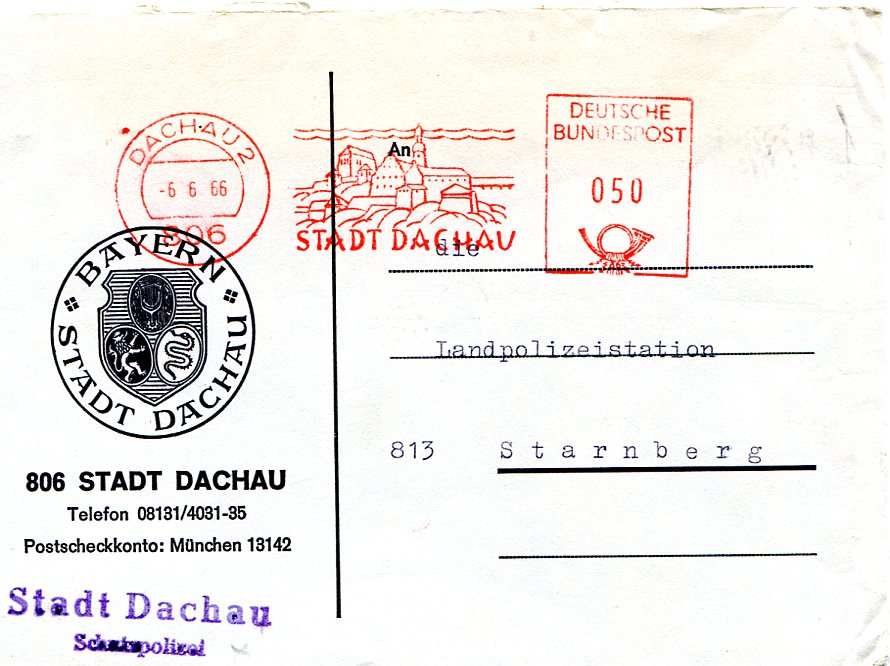 DACHAU 2
-6 6 66
806
STADT DACHAU
DEUTSCHE
BUNDESPOST
050
BAYERN
STADT DACHAU
806 STADT DACHAU
Telefon 08131/4031-35
Postscheckkonto: München 13142
Stadt Dachau
Schutzpolizei
An
die
Landpolizeistation
813 Starnberg